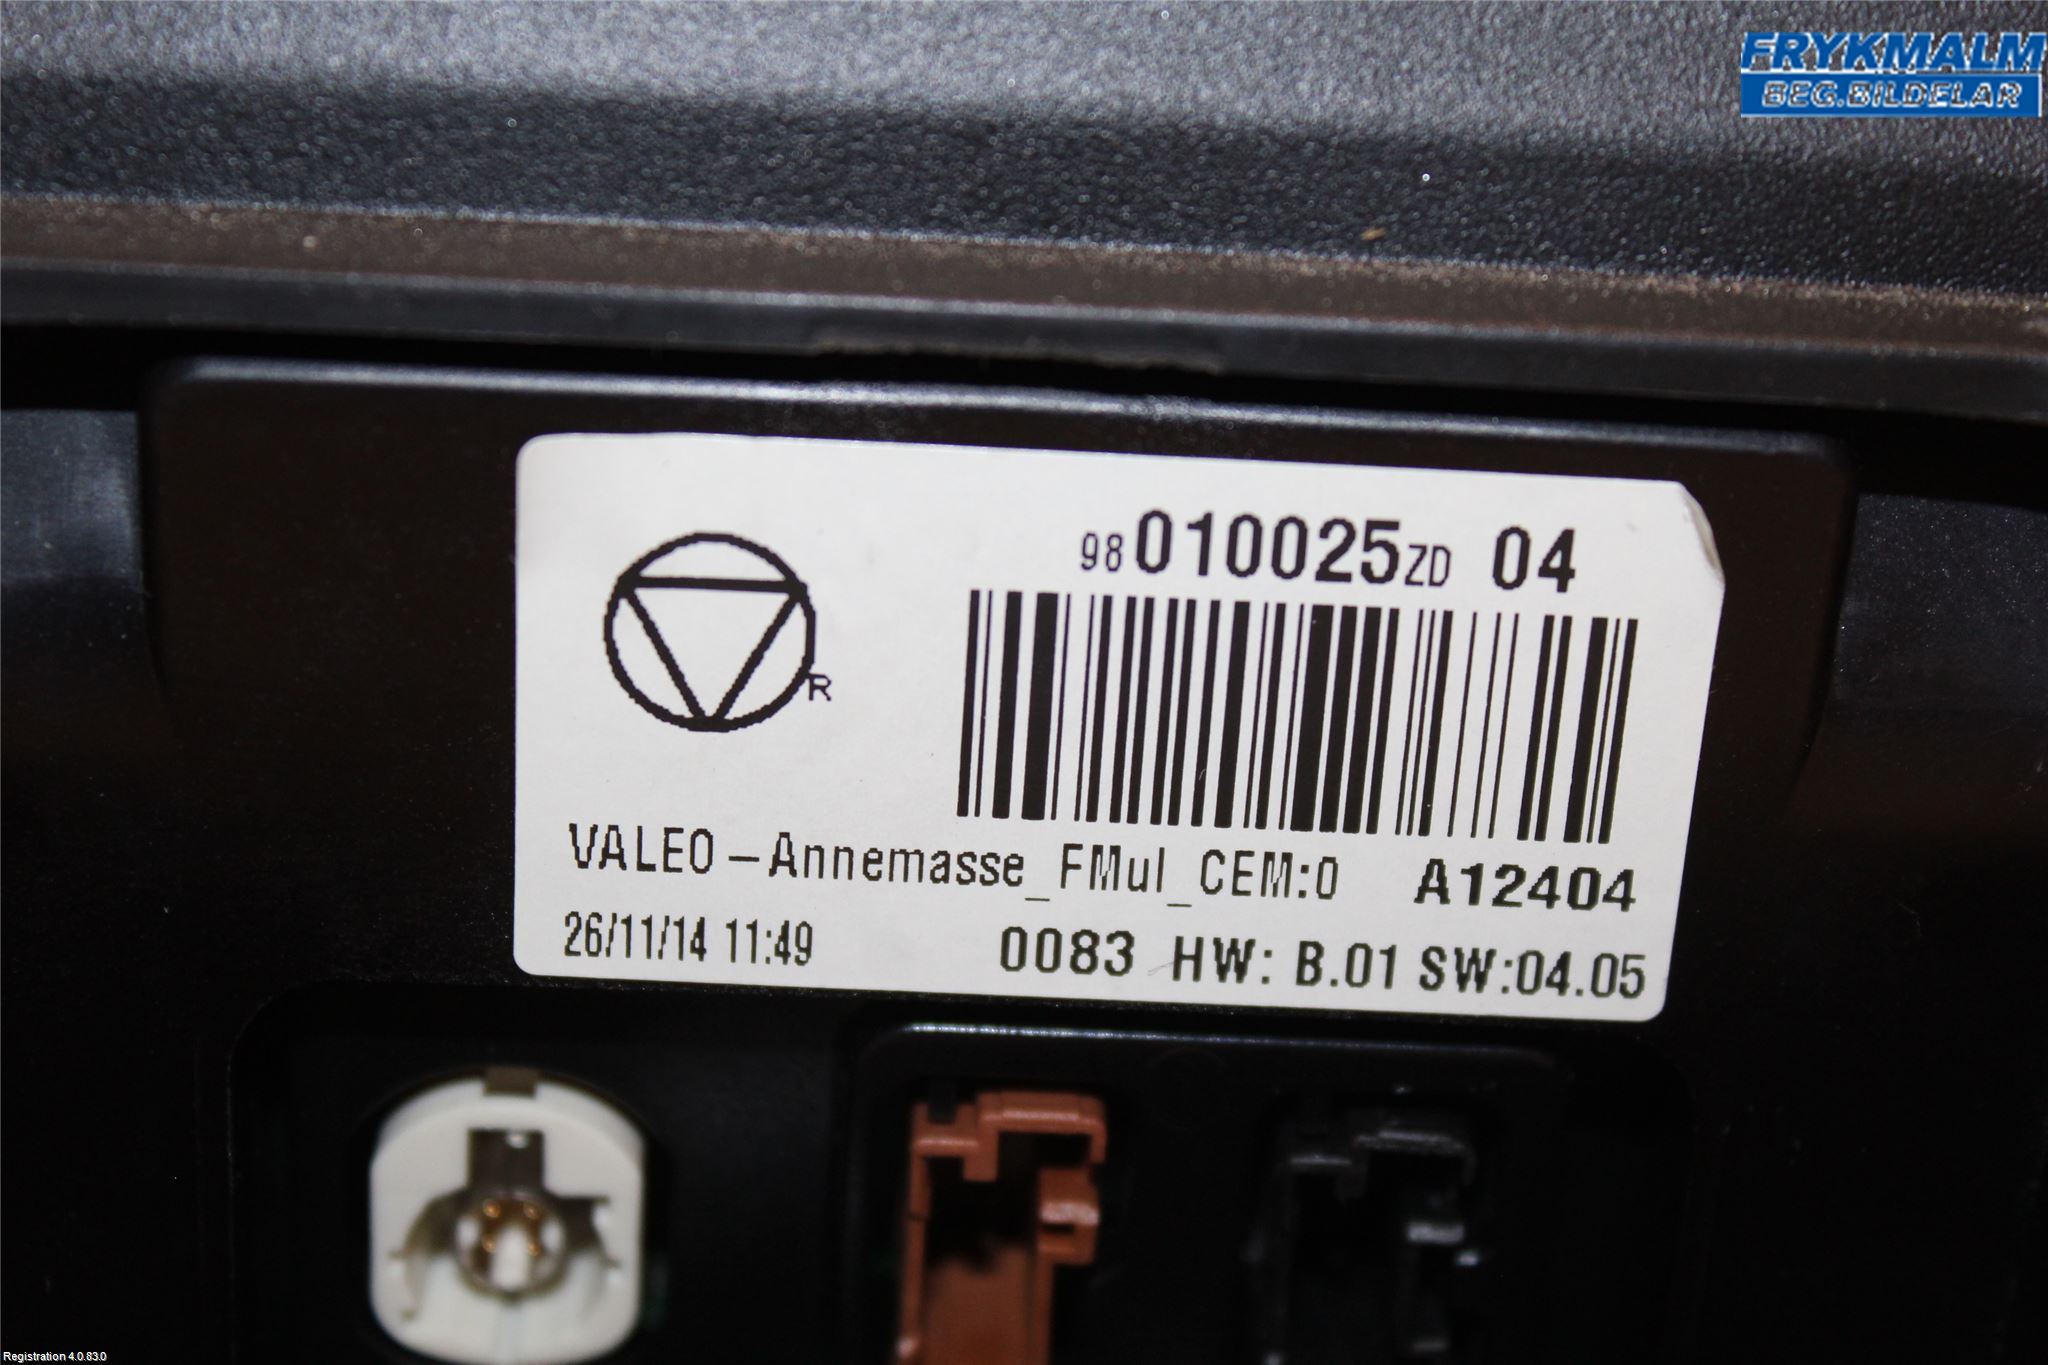 FRYKMALM
BEG.BILDELAR
98010025ZD 04
R
VALEO-Annemasse_FMul_CEM:0 A12404
26/11/14 11:49 0083 HW: B.01 SW:04.05
Registration 4.0.83.0